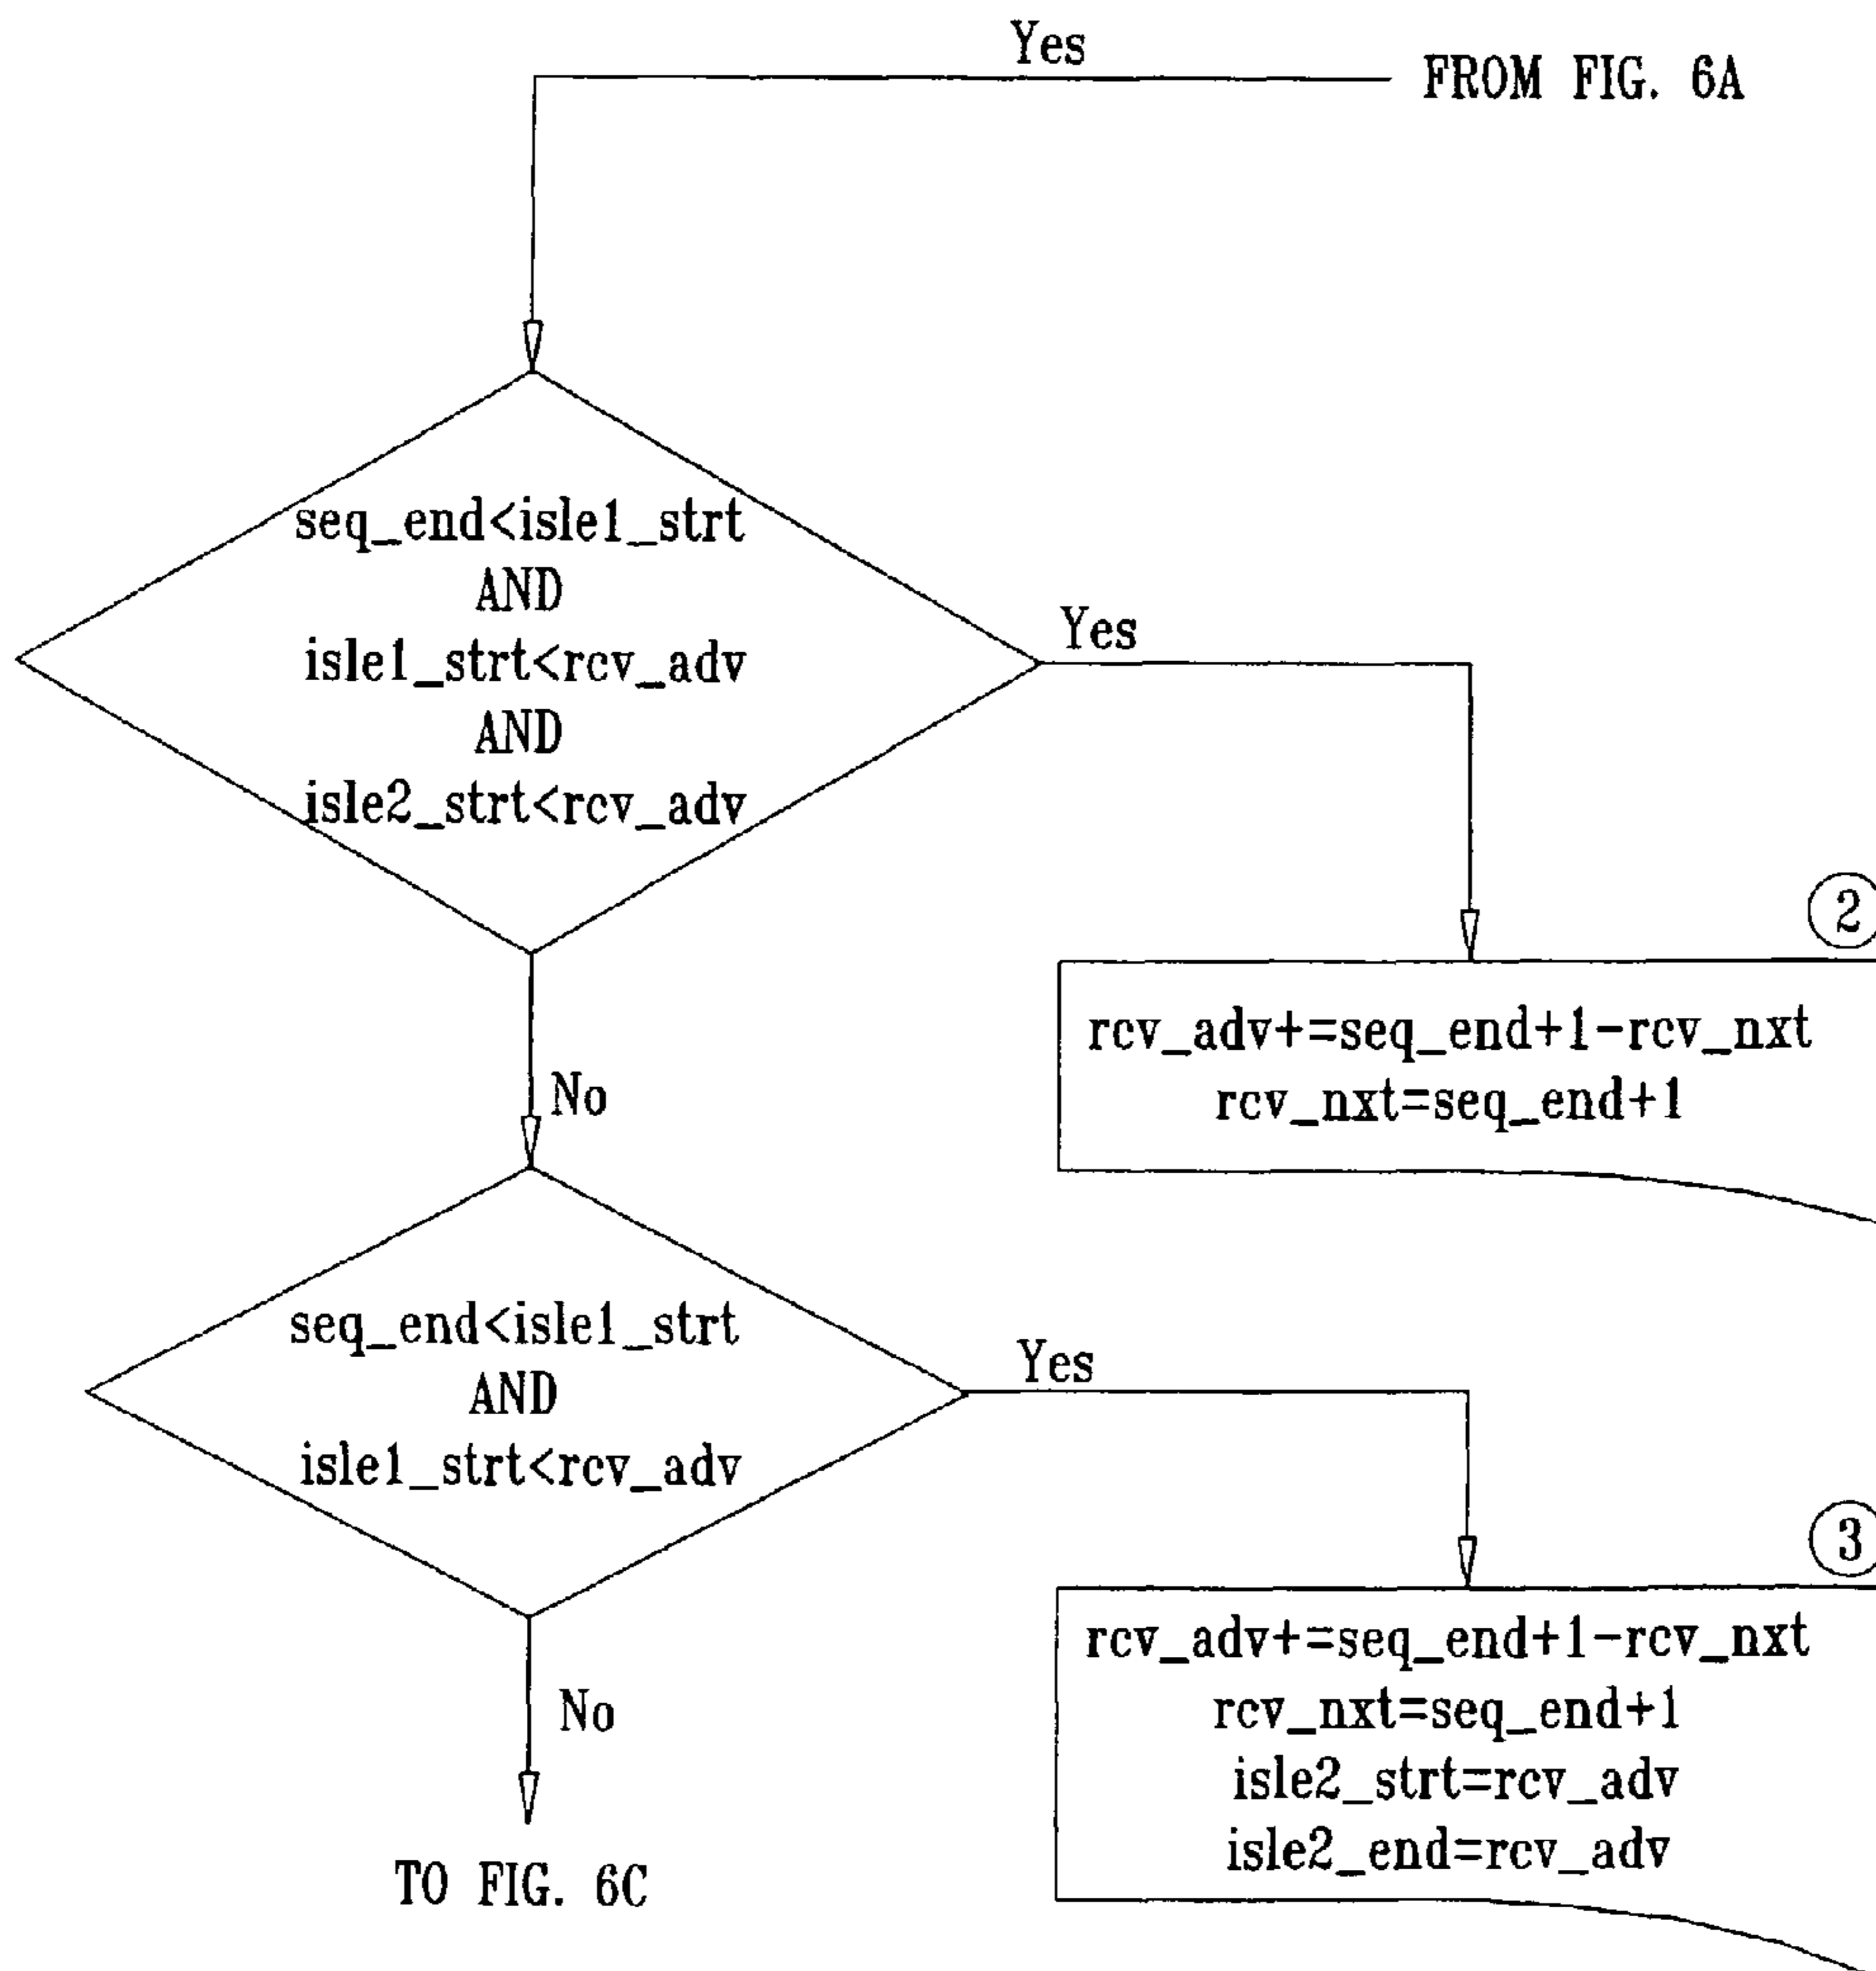 Yes
FROM FIG. 6A
seq_end<isle1_strt
AND
isle1_strt<rcv_adv
AND
isle2_strt<rcv_adv
Yes
2
rcv_adv+=seq_end+1-rcv_nxt
rcv_nxt=seq_end+1
No
seq_end<isle1_strt
AND
isle1_strt<rcv_adv
Yes
3
rcv_adv+=seq_end+1-rcv_nxt
rcv_nxt=seq_end+1
isle2_strt=rcv_adv
isle2_end=rcv_adv
No
TO FIG. 6C